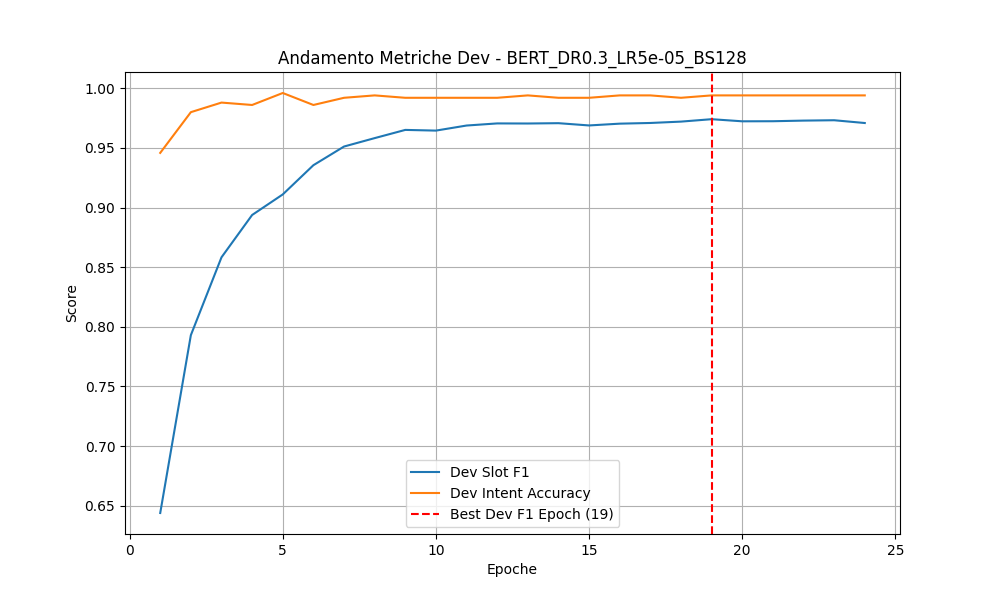 Andamento Metriche Dev - BERT_DR0.3_LR5e-05_BS128
1.00
0.95
0.90
0.85
0.80
0.75
0.70
0.65
Score
Dev Slot F1
Dev Intent Accuracy
Best Dev F1 Epoch (19)
0 5 10 15 20 25
Epoche